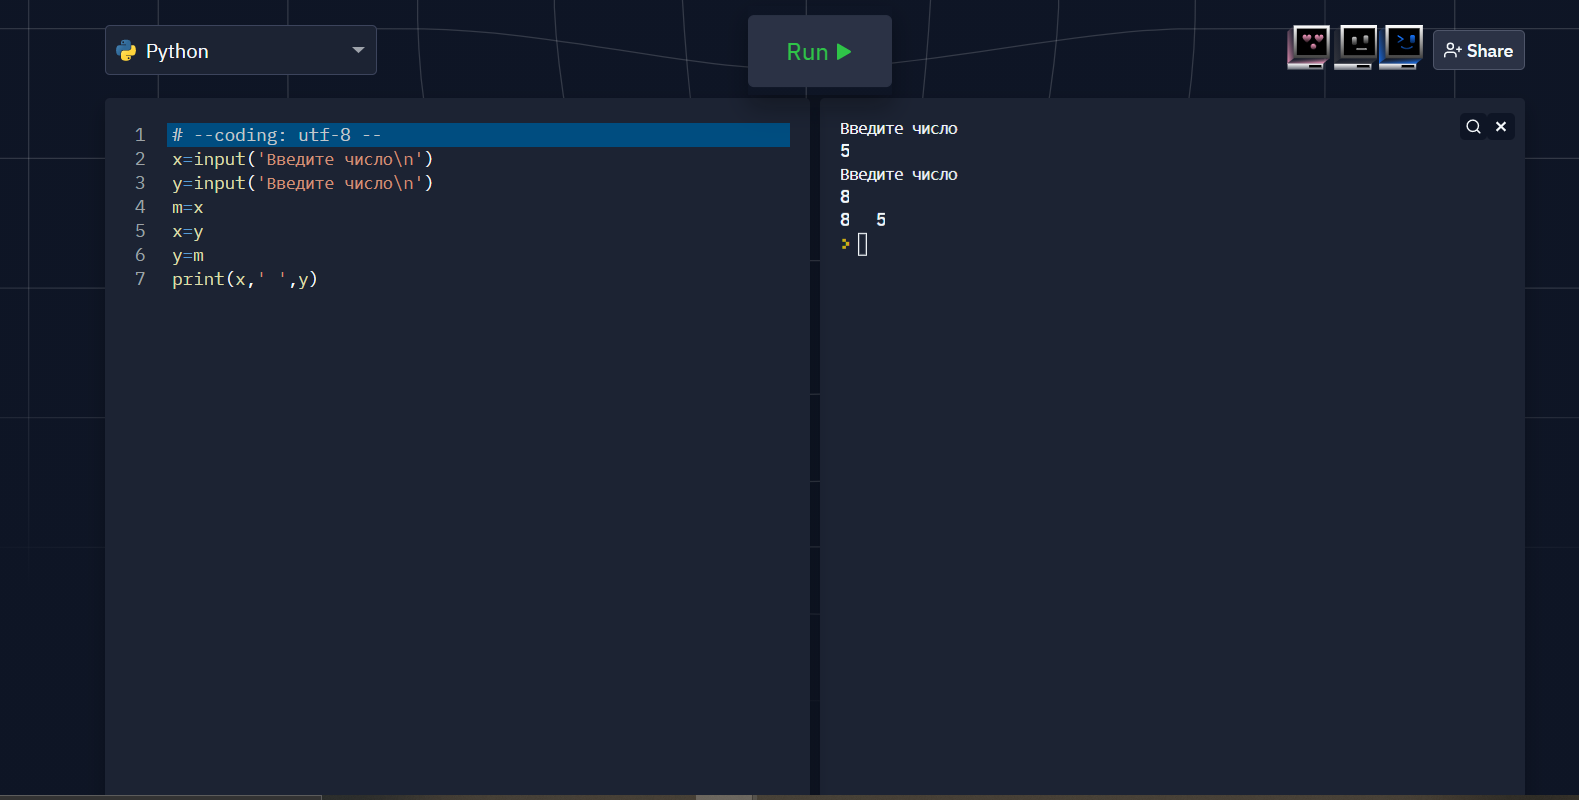 Python
Run
Share
1 # --coding: utf-8 --
2 x=input('Введите число\n')
3 y=input('Введите число\n')
4 m=x
5 x=y
6 y=m
7 print(x,' ',y)
Введите число
5
Введите число
8
8   5